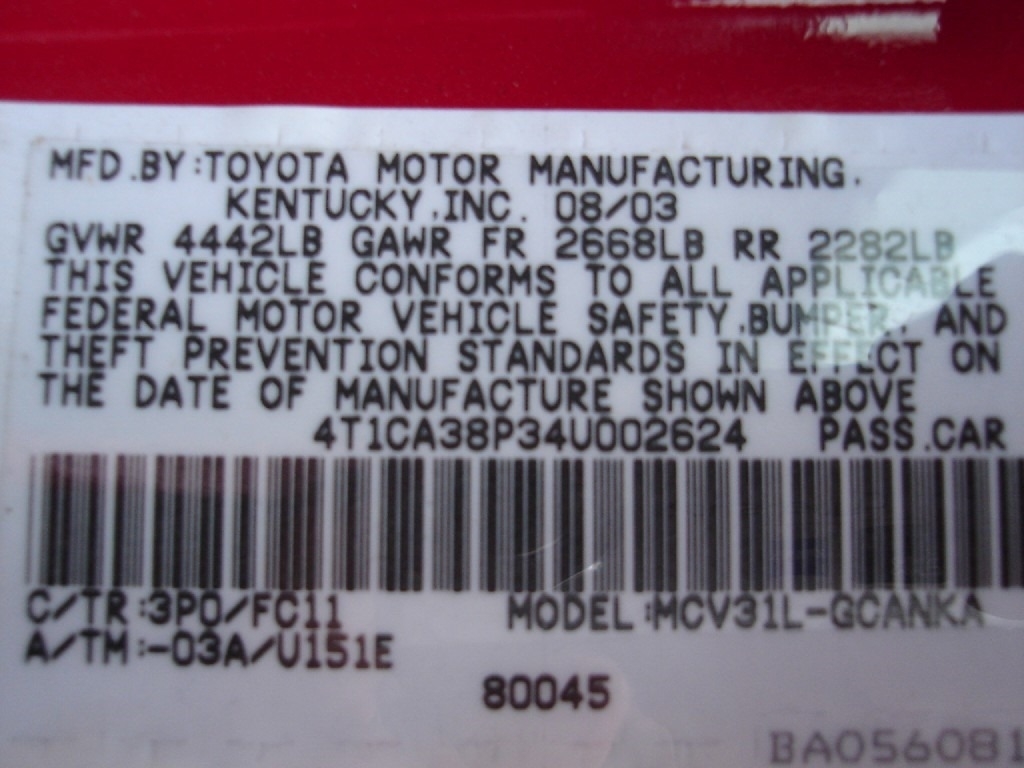 MFD.BY:TOYOTA MOTOR MANUFACTURING.
KENTUCKY,INC. 08/03
GVWR 4442LB GAWR FR 2668LB RR 2282LB
THIS VEHICLE CONFORMS TO ALL APPLICABLE
FEDERAL MOTOR VEHICLE SAFETY,BUMPER, AND
THEFT PREVENTION STANDARDS IN EFFECT ON
THE DATE OF MANUFACTURE SHOWN ABOVE
4T1CA38P34U002624 PASS.CAR
C/TR:3P0/FC11 MODEL:MCV31L-GCANKA
A/TM:-03A/U151E
80045
BA056081